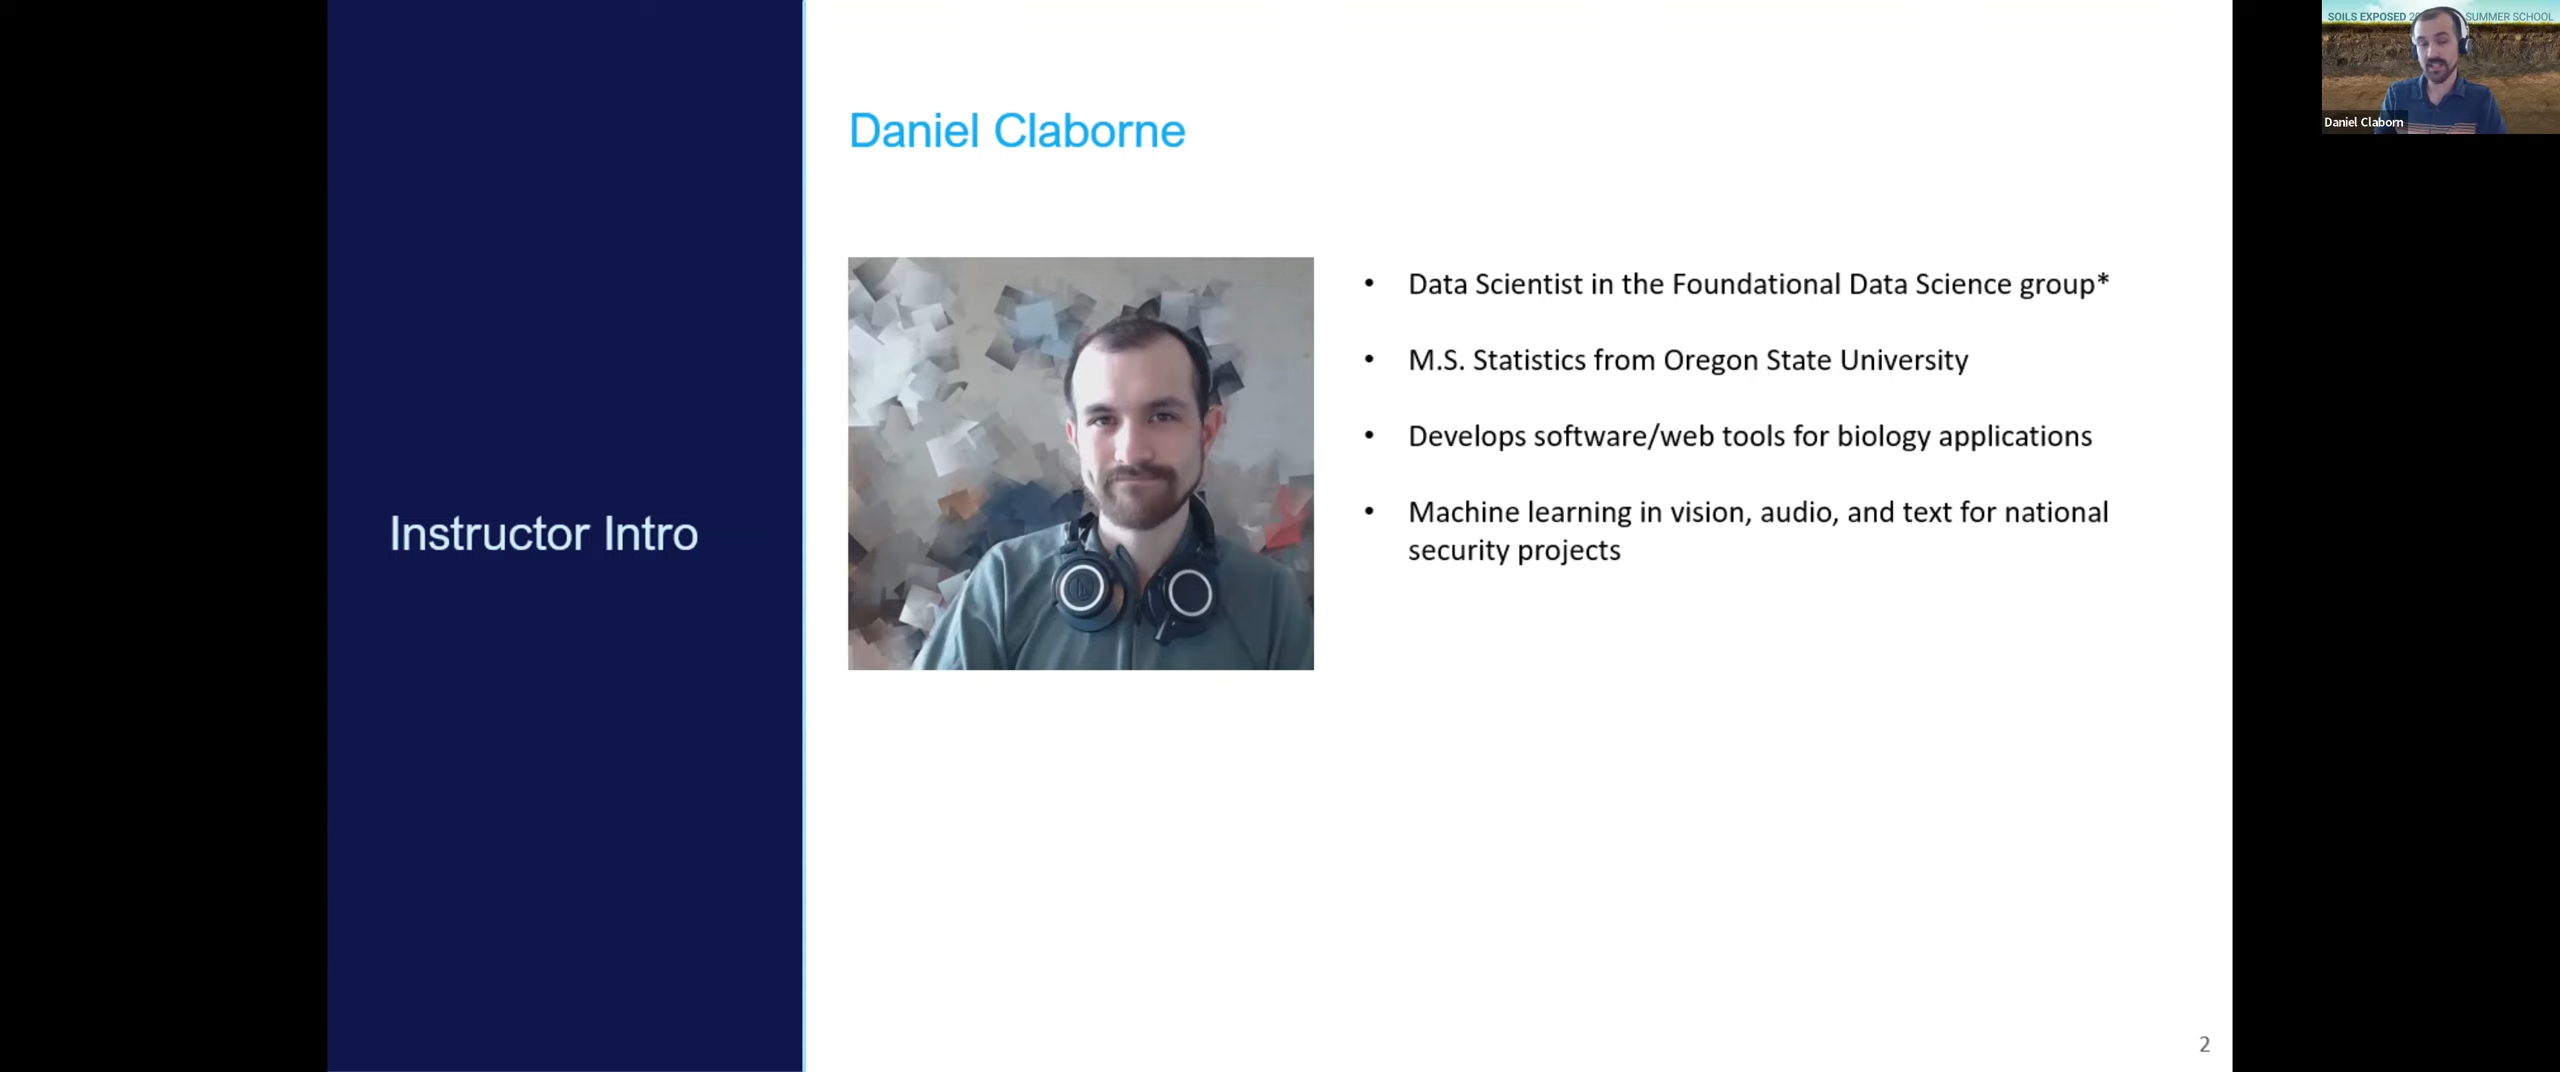 Instructor Intro
Daniel Claborne
• Data Scientist in the Foundational Data Science group*
• M.S. Statistics from Oregon State University
• Develops software/web tools for biology applications
• Machine learning in vision, audio, and text for national
security projects
2
SOILS EXPOSED SUMMER SCHOOL
Daniel Claborn